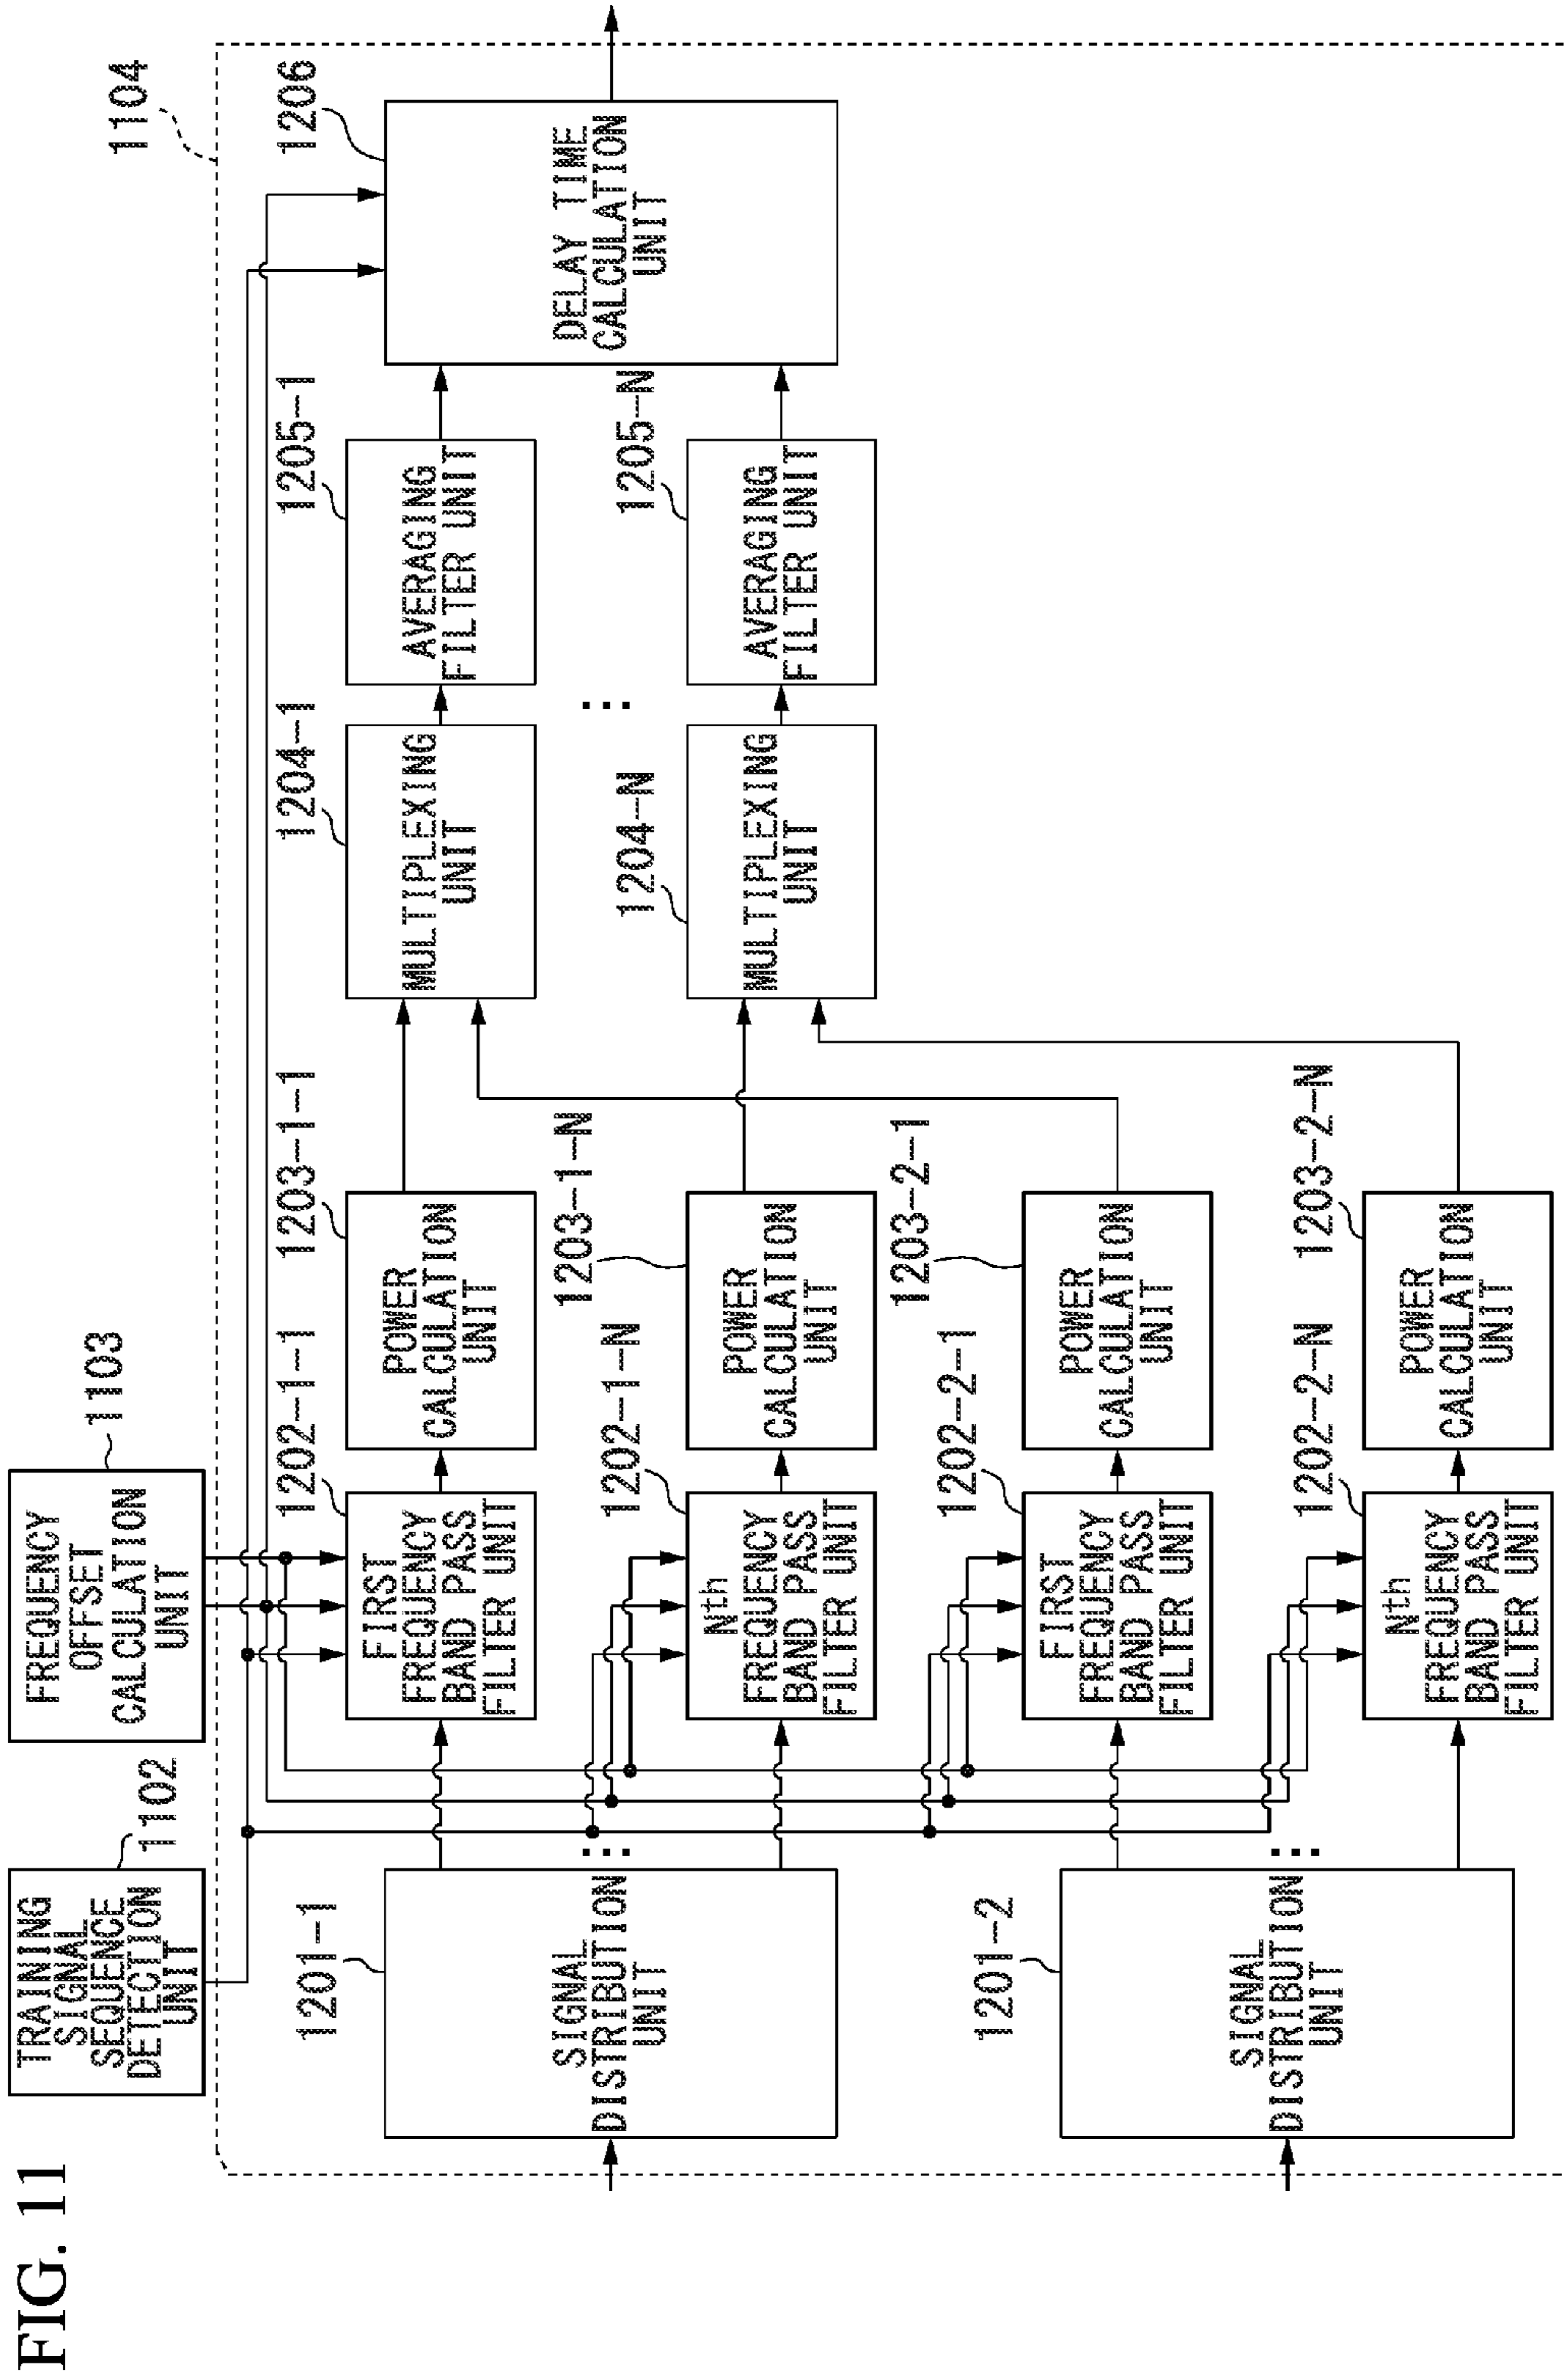 FIG. 11
TRAINING
SIGNAL
SEQUENCE
DETECTION
UNIT
1102
FREQUENCY
OFFSET
CALCULATION
UNIT
1103
1104
1201-1
SIGNAL
DISTRIBUTION
UNIT
1202-1-1
FIRST
FREQUENCY
BAND PASS
FILTER UNIT
1203-1-1
POWER
CALCULATION
UNIT
1204-1
MULTIPLEXING
UNIT
1205-1
AVERAGING
FILTER UNIT
1206
DELAY TIME
CALCULATION
UNIT
...
...
1202-1-N
Nth
FREQUENCY
BAND PASS
FILTER UNIT
1203-1-N
POWER
CALCULATION
UNIT
1204-N
MULTIPLEXING
UNIT
1205-N
AVERAGING
FILTER UNIT
1201-2
SIGNAL
DISTRIBUTION
UNIT
1202-2-1
FIRST
FREQUENCY
BAND PASS
FILTER UNIT
1203-2-1
POWER
CALCULATION
UNIT
...
1202-2-N
Nth
FREQUENCY
BAND PASS
FILTER UNIT
1203-2-N
POWER
CALCULATION
UNIT